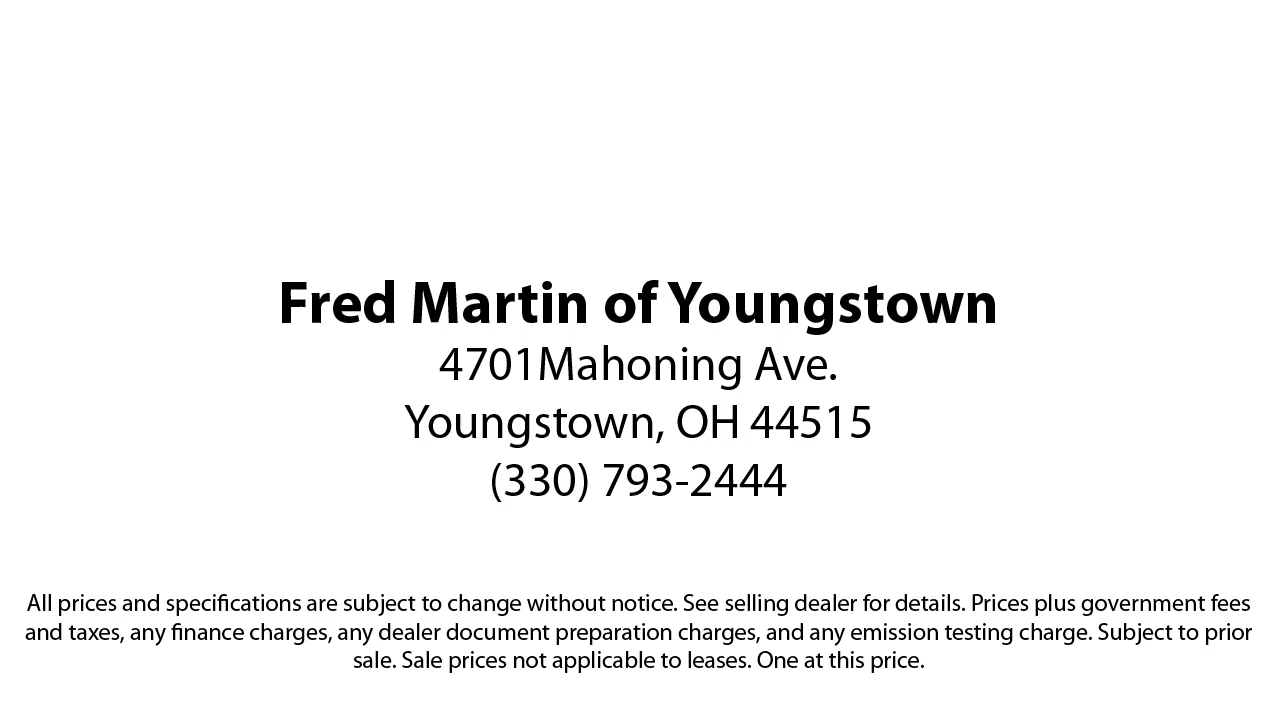 Fred Martin of Youngstown
4701Mahoning Ave.
Youngstown, OH 44515
(330) 793-2444
All prices and specifications are subject to change without notice. See selling dealer for details. Prices plus government fees
and taxes, any finance charges, any dealer document preparation charges, and any emission testing charge. Subject to prior
sale. Sale prices not applicable to leases. One at this price.